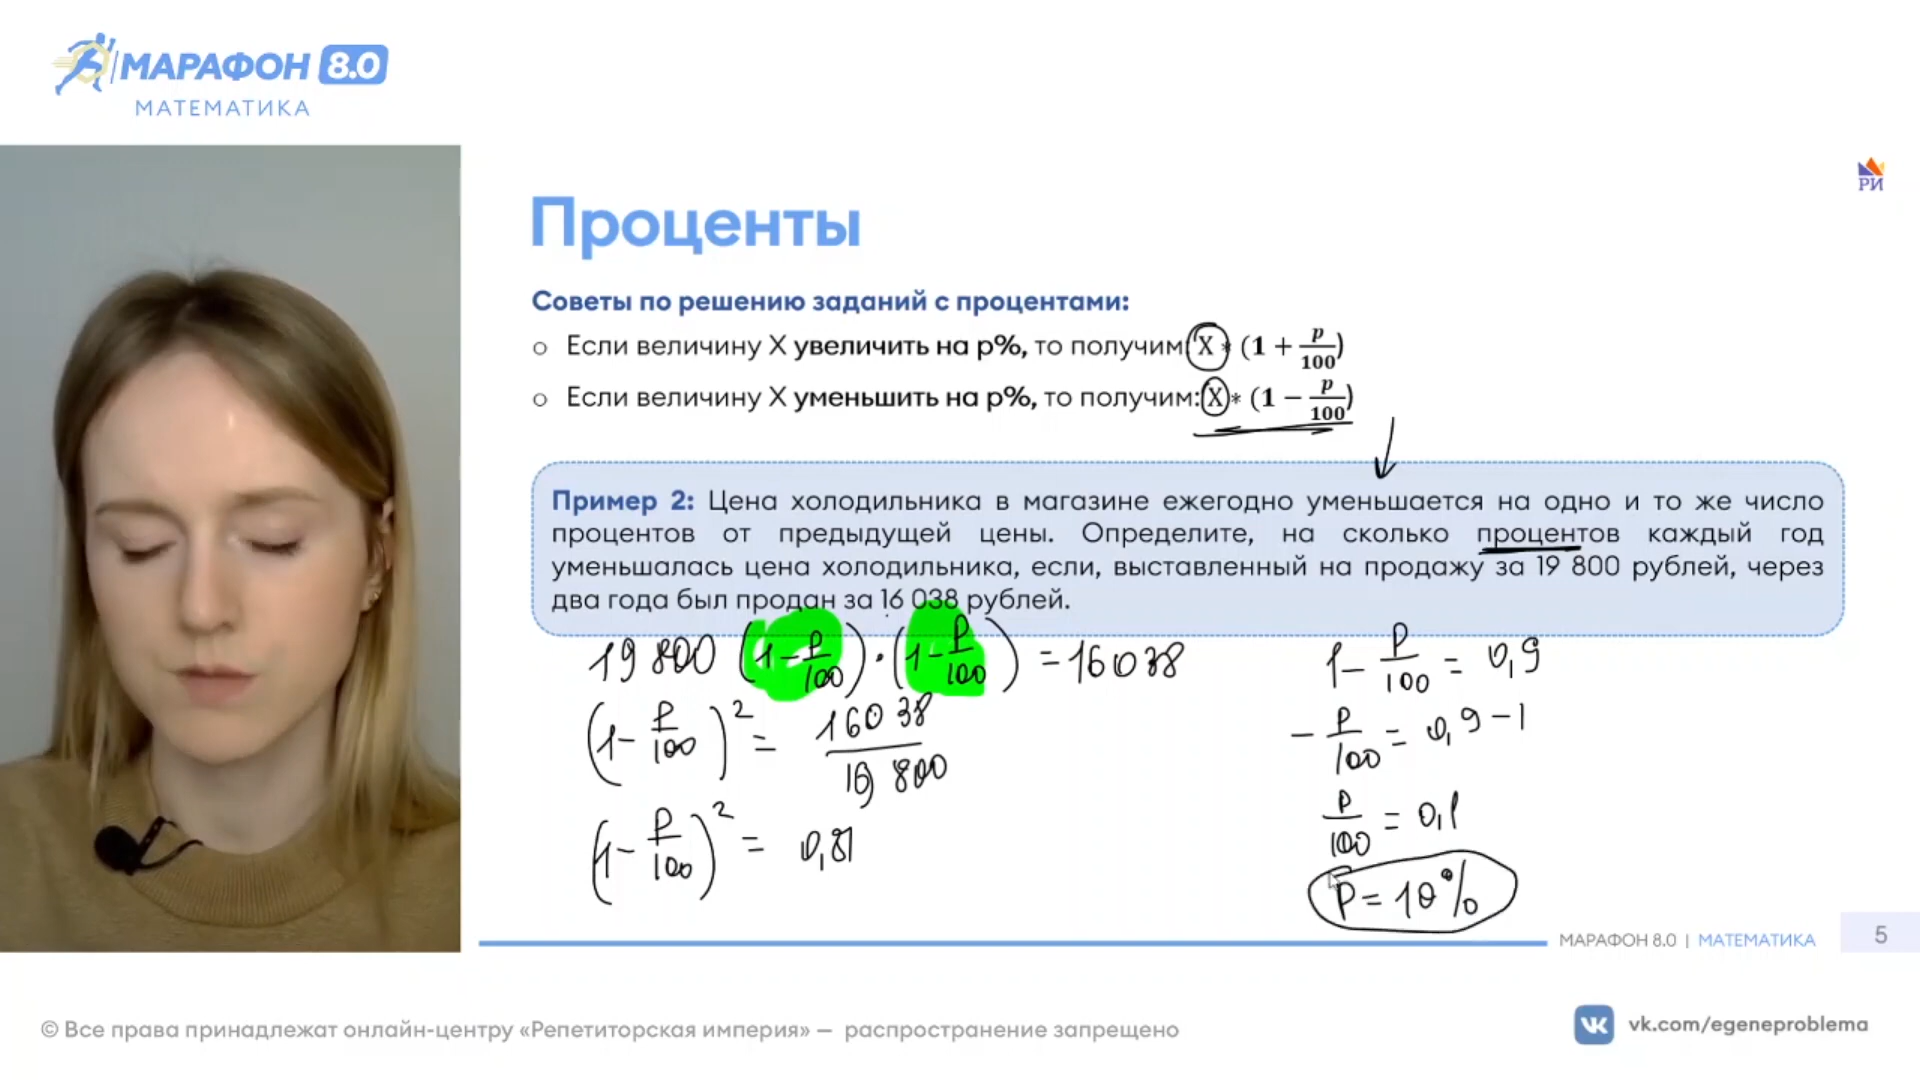 МАРАФОН 8.0
МАТЕМАТИКА
РИ
Проценты
Советы по решению заданий с процентами:
○ Если величину X увеличить на p%, то получим: X * (1 + p/100)
○ Если величину X уменьшить на p%, то получим: X * (1 − p/100)
Пример 2: Цена холодильника в магазине ежегодно уменьшается на одно и то же число
процентов от предыдущей цены. Определите, на сколько процентов каждый год
уменьшалась цена холодильника, если, выставленный на продажу за 19 800 рублей, через
два года был продан за 16 038 рублей.
19 800 (1 − P/100) · (1 − P/100) = 16038
(1 − P/100)² = 16038/19 800
(1 − P/100)² = 0,81
1 − P/100 = 0,9
− P/100 = 0,9 − 1
P/100 = 0,1
P = 10%
МАРАФОН 8.0 | МАТЕМАТИКА
5
© Все права принадлежат онлайн-центру «Репетиторская империя» — распространение запрещено
vk.com/egeneproblema